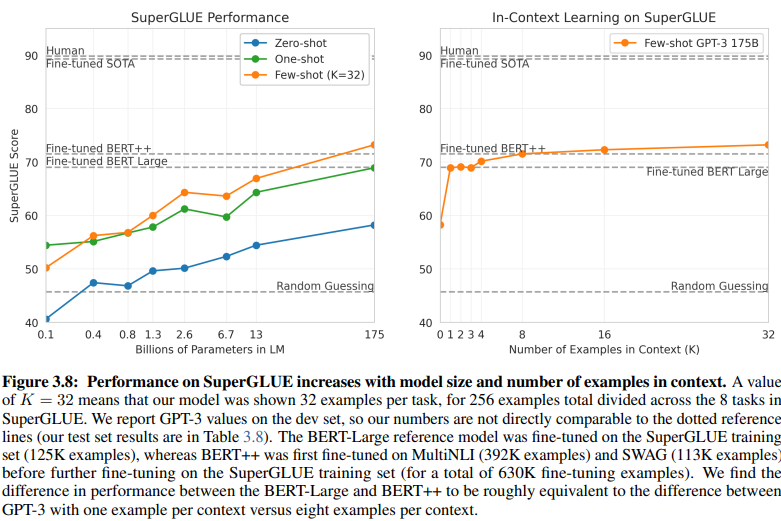 SuperGLUE Performance
In-Context Learning on SuperGLUE
SuperGLUE Score
90
80
70
60
50
40
Human
Fine-tuned SOTA
Fine-tuned BERT++
Fine-tuned BERT Large
Random Guessing
Zero-shot
One-shot
Few-shot (K=32)
0.1 0.4 0.8 1.3 2.6 6.7 13 175
Billions of Parameters in LM
90
80
70
60
50
40
Human
Fine-tuned SOTA
Few-shot GPT-3 175B
Fine-tuned BERT++
Fine-tuned BERT Large
Random Guessing
0 1 2 3 4 8 16 32
Number of Examples in Context (K)
Figure 3.8: Performance on SuperGLUE increases with model size and number of examples in context. A value
of K = 32 means that our model was shown 32 examples per task, for 256 examples total divided across the 8 tasks in
SuperGLUE. We report GPT-3 values on the dev set, so our numbers are not directly comparable to the dotted reference
lines (our test set results are in Table 3.8). The BERT-Large reference model was fine-tuned on the SuperGLUE training
set (125K examples), whereas BERT++ was first fine-tuned on MultiNLI (392K examples) and SWAG (113K examples)
before further fine-tuning on the SuperGLUE training set (for a total of 630K fine-tuning examples). We find the
difference in performance between the BERT-Large and BERT++ to be roughly equivalent to the difference between
GPT-3 with one example per context versus eight examples per context.